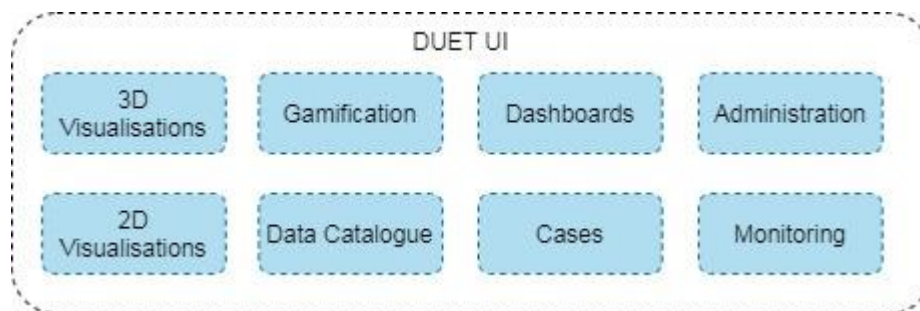 DUET UI
3D
Visualisations
Gamification
Dashboards
Administration
2D
Visualisations
Data Catalogue
Cases
Monitoring